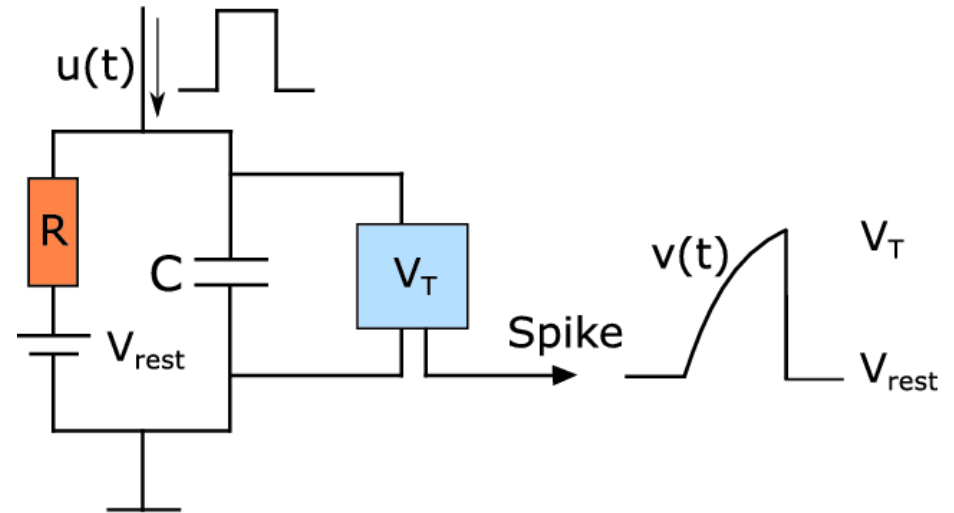 u(t)
R
C
V_T
V_rest
Spike
v(t)
V_T
V_rest